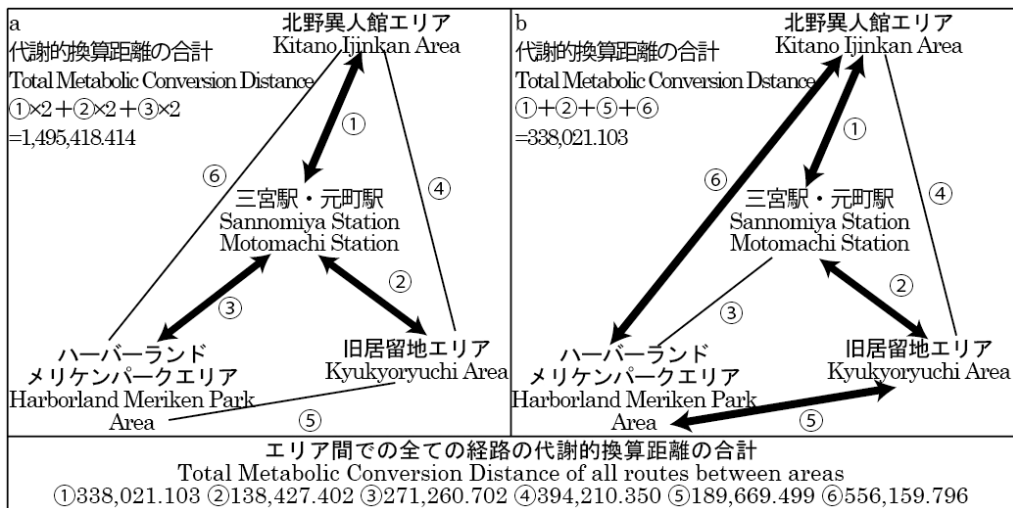 a
北野異人館エリア
Kitano Ijinkan Area
代謝的換算距離の合計
Total Metabolic Conversion Distance
①×2＋②×2＋③×2
=1,495,418.414
①
⑥
④
三宮駅・元町駅
Sannomiya Station
Motomachi Station
②
③
ハーバーランド
メリケンパークエリア
Harborland Meriken Park
Area
旧居留地エリア
Kyukyoryuchi Area
⑤
b
北野異人館エリア
Kitano Ijinkan Area
代謝的換算距離の合計
Total Metabolic Conversion Dstance
①＋②＋⑤＋⑥
=338,021.103
①
⑥
④
三宮駅・元町駅
Sannomiya Station
Motomachi Station
②
③
ハーバーランド
メリケンパークエリア
Harborland Meriken Park
Area
旧居留地エリア
Kyukyoryuchi Area
⑤
エリア間での全ての経路の代謝的換算距離の合計
Total Metabolic Conversion Distance of all routes between areas
①338,021.103 ②138,427.402 ③271,260.702 ④394,210.350 ⑤189,669.499 ⑥556,159.796